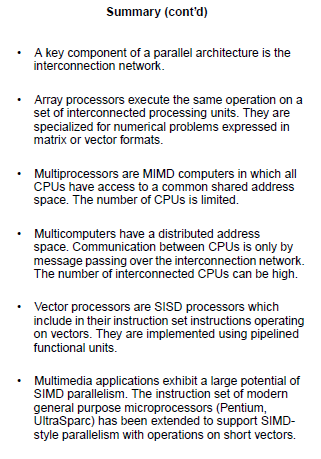 Summary (cont'd)
• A key component of a parallel architecture is the
interconnection network.
• Array processors execute the same operation on a
set of interconnected processing units. They are
specialized for numerical problems expressed in
matrix or vector formats.
• Multiprocessors are MIMD computers in which all
CPUs have access to a common shared address
space. The number of CPUs is limited.
• Multicomputers have a distributed address
space. Communication between CPUs is only by
message passing over the interconnection network.
The number of interconnected CPUs can be high.
• Vector processors are SISD processors which
include in their instruction set instructions operating
on vectors. They are implemented using pipelined
functional units.
• Multimedia applications exhibit a large potential of
SIMD parallelism. The instruction set of modern
general purpose microprocessors (Pentium,
UltraSparc) has been extended to support SIMD-
style parallelism with operations on short vectors.